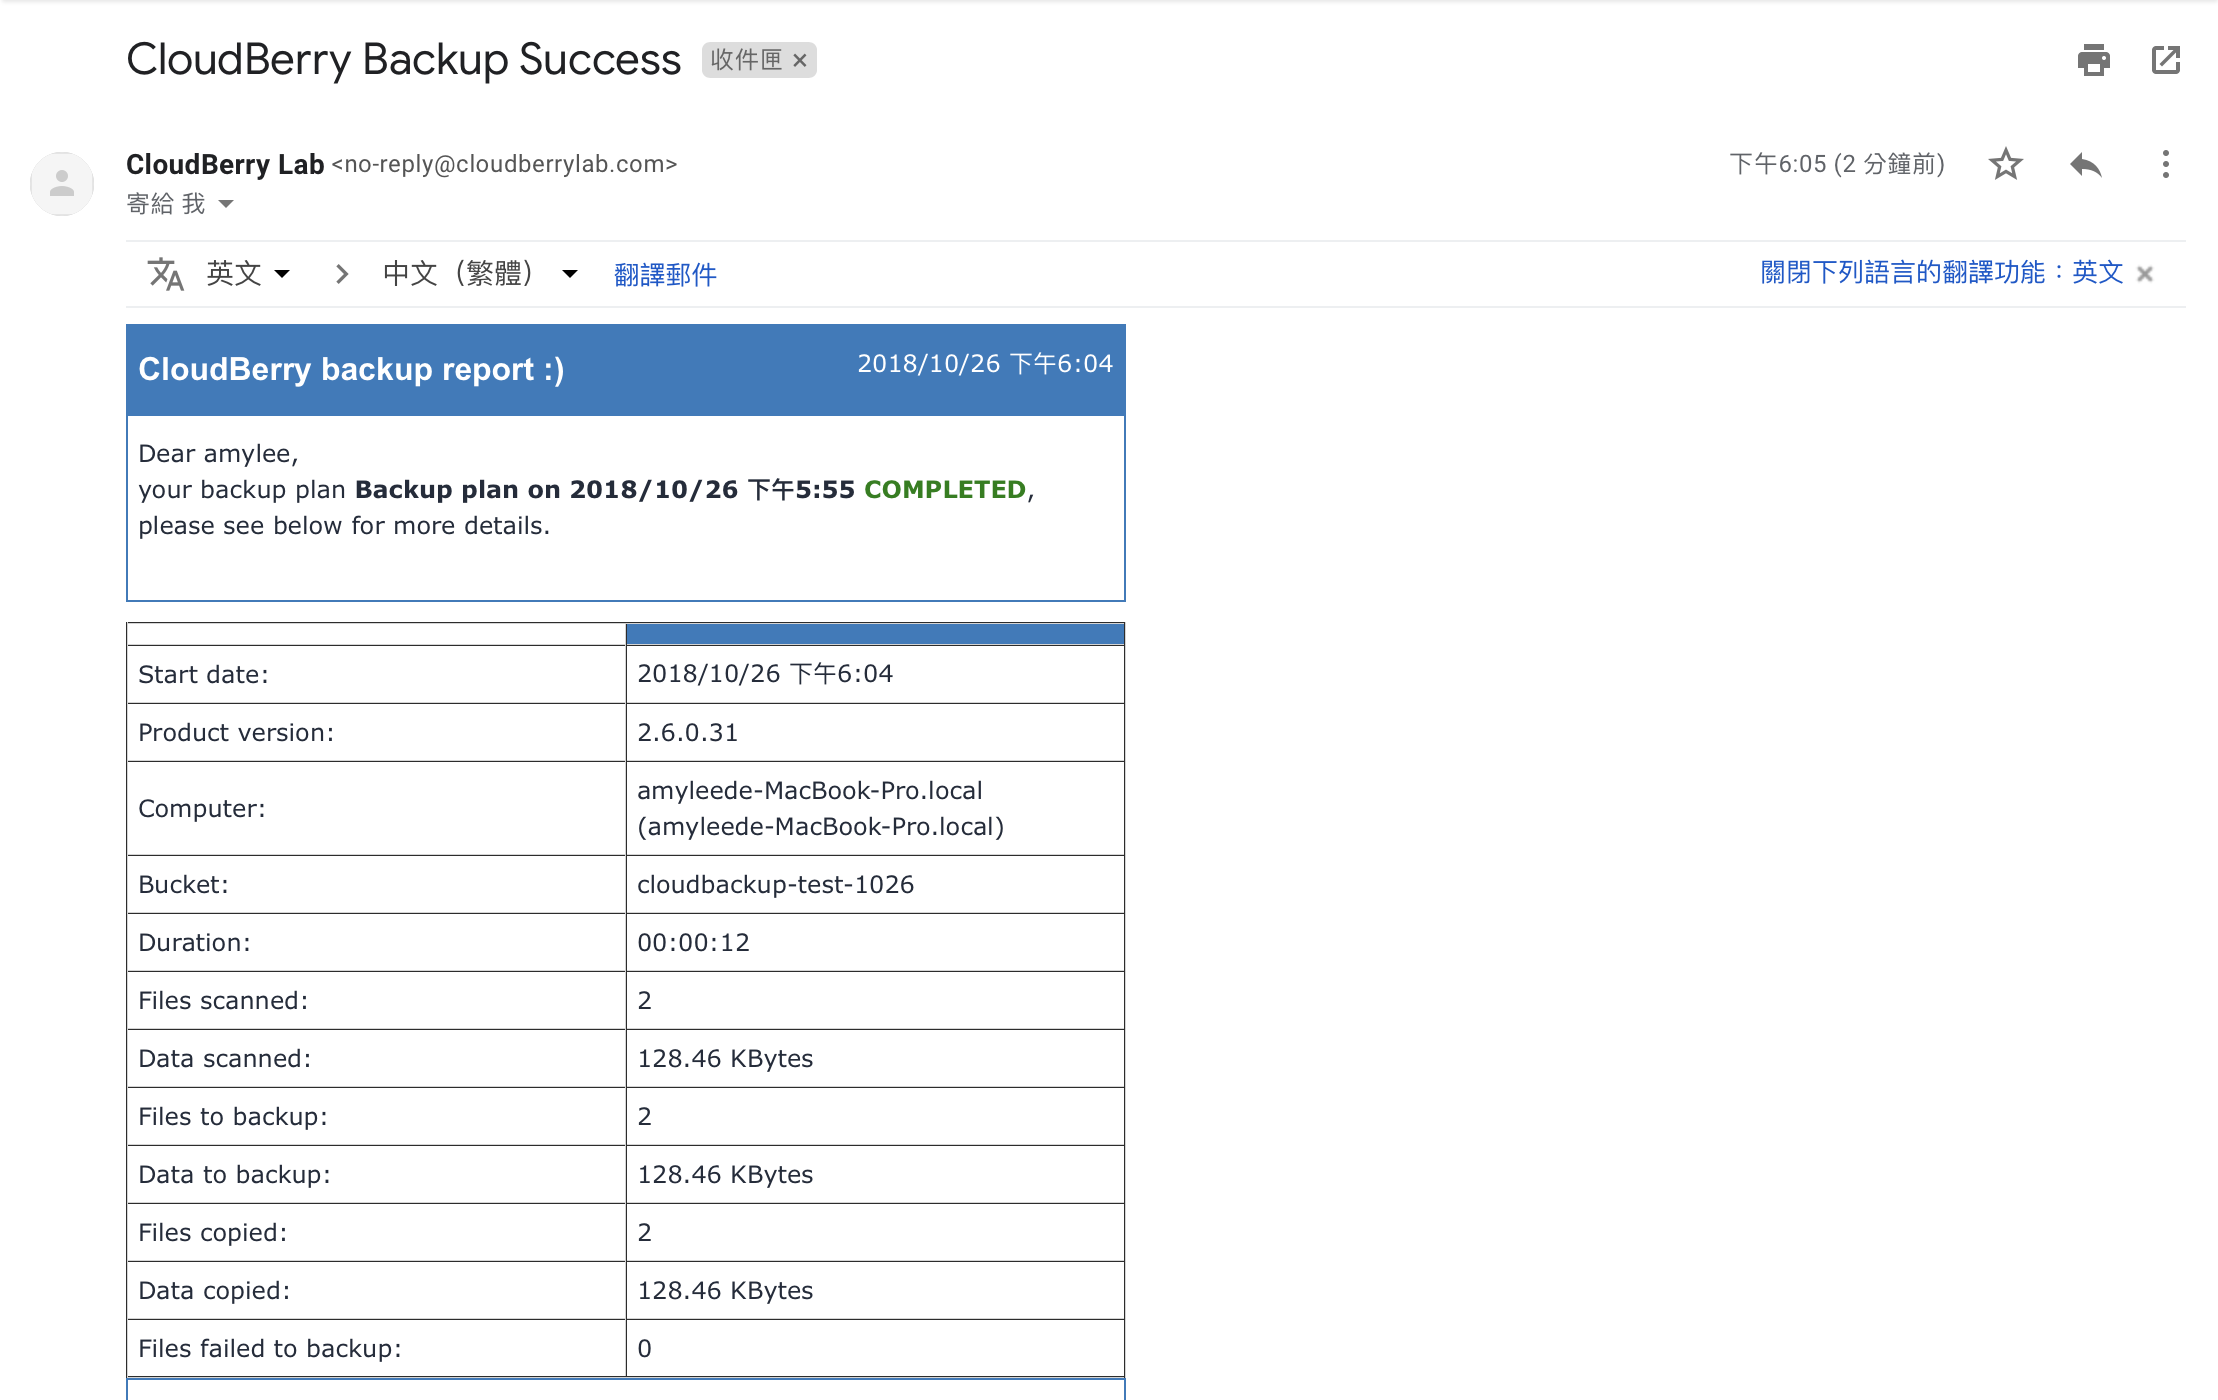 CloudBerry Backup Success 收件匣 ×
CloudBerry Lab <no-reply@cloudberrylab.com> 下午6:05 (2 分鐘前)
寄給 我
英文 中文（繁體） 翻譯郵件 關閉下列語言的翻譯功能：英文 ×
CloudBerry backup report :) 2018/10/26 下午6:04
Dear amylee,
your backup plan Backup plan on 2018/10/26 下午5:55 COMPLETED,
please see below for more details.
Start date: 2018/10/26 下午6:04
Product version: 2.6.0.31
Computer: amyleede-MacBook-Pro.local
(amyleede-MacBook-Pro.local)
Bucket: cloudbackup-test-1026
Duration: 00:00:12
Files scanned: 2
Data scanned: 128.46 KBytes
Files to backup: 2
Data to backup: 128.46 KBytes
Files copied: 2
Data copied: 128.46 KBytes
Files failed to backup: 0